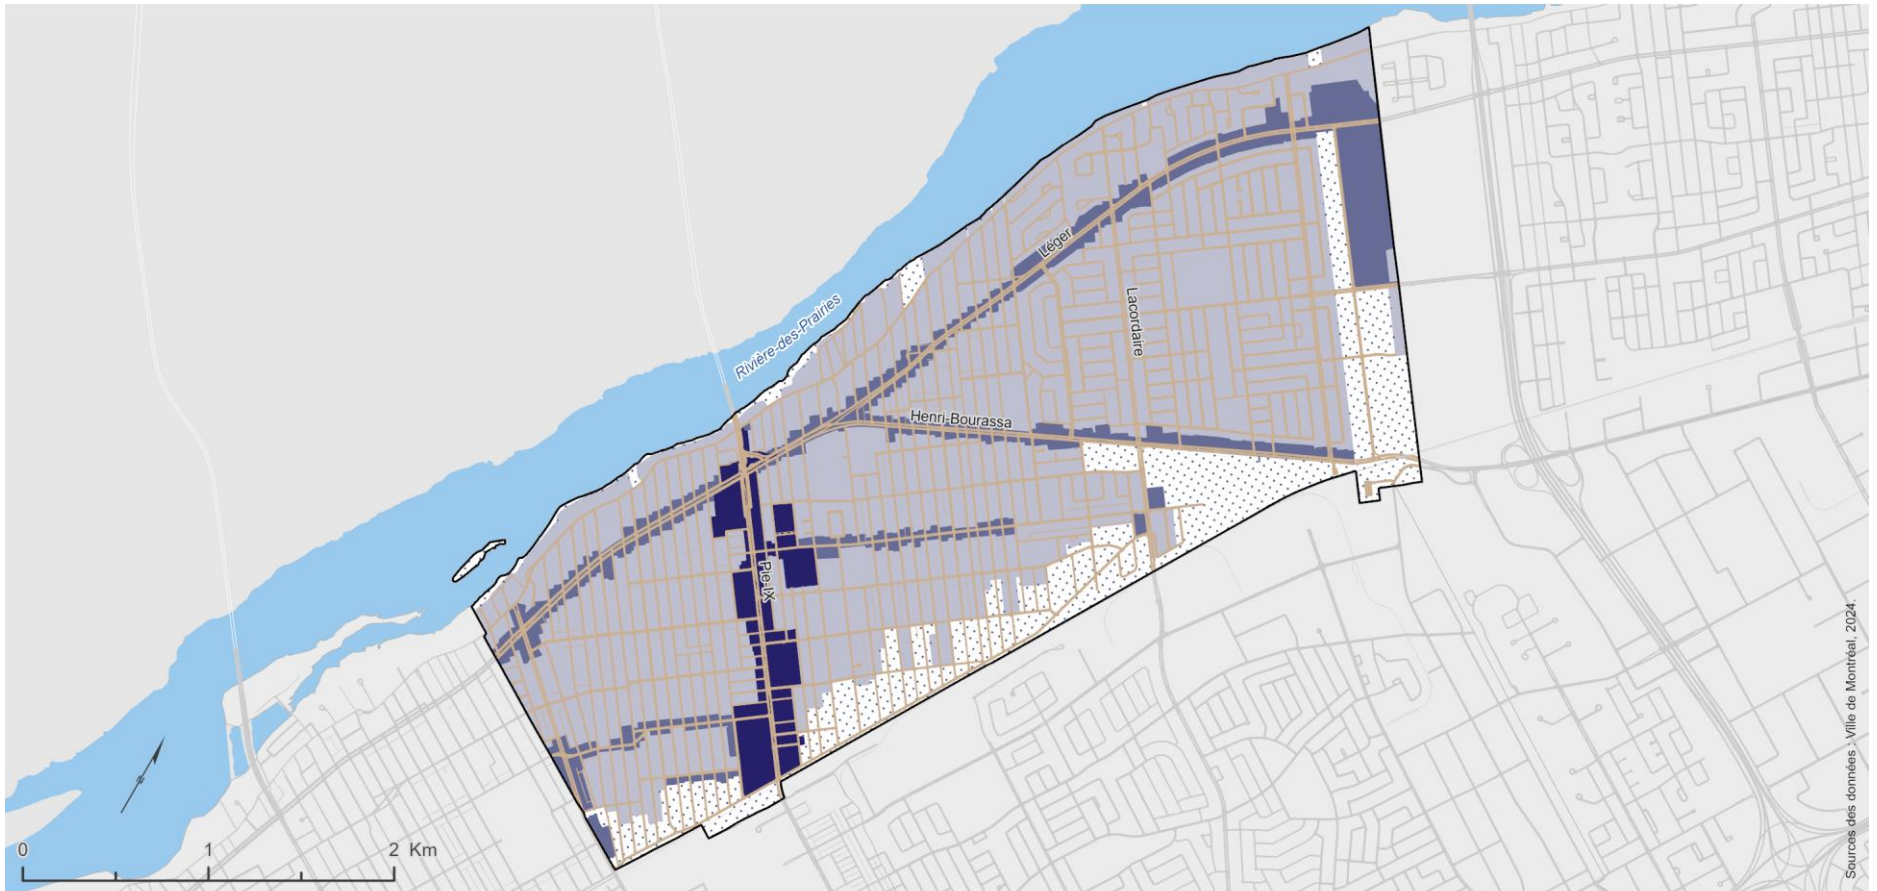 Léger
Lacordaire
Rivière-des-Prairies
Henri-Bourassa
Pie-IX
N
0 1 2 Km
Sources des données : Ville de Montréal, 2024.